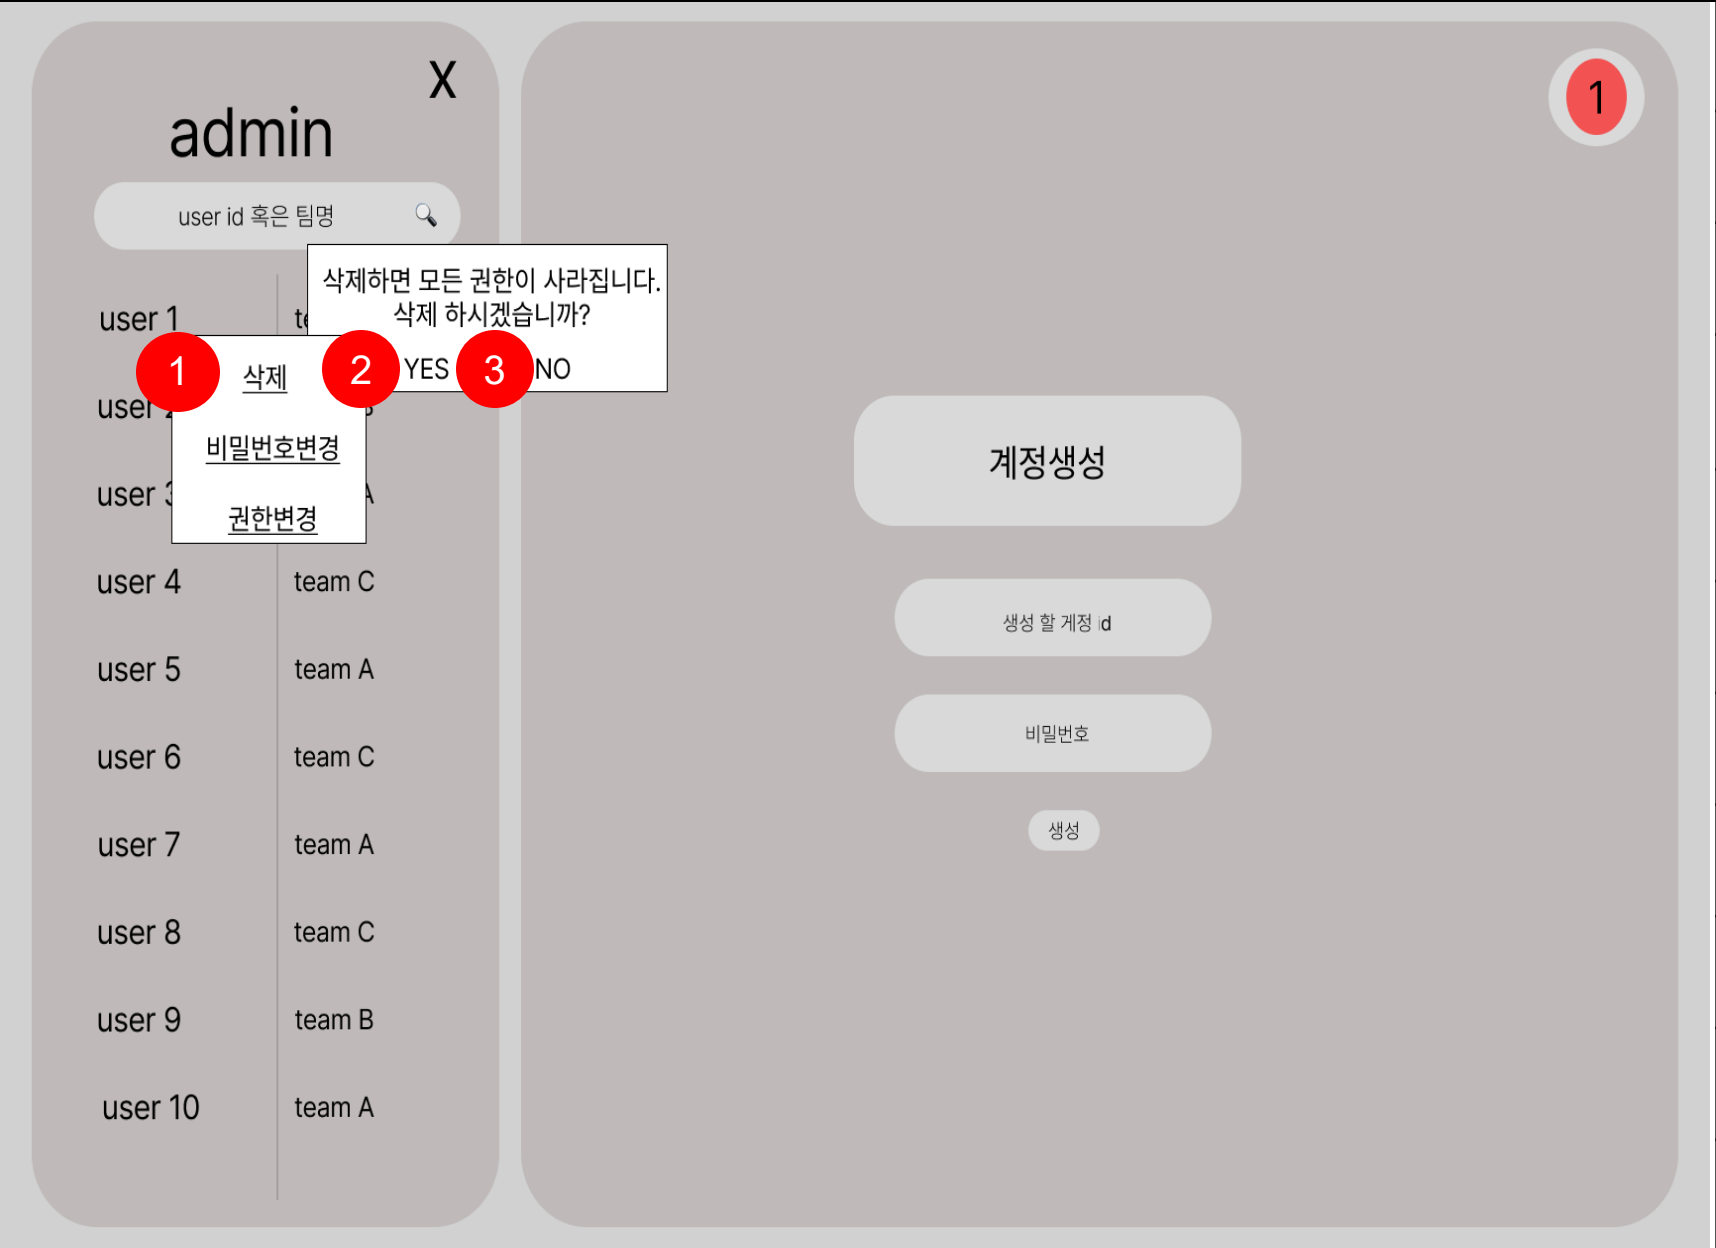 X
admin
user id 혹은 팀명
삭제하면 모든 권한이 사라집니다.
삭제 하시겠습니까?
2 YES 3 NO
user 1
1 삭제
user
비밀번호변경
user
권한변경
user 4 team C
user 5 team A
user 6 team C
user 7 team A
user 8 team C
user 9 team B
user 10 team A
1
계정생성
생성 할 게정 id
비밀번호
생성